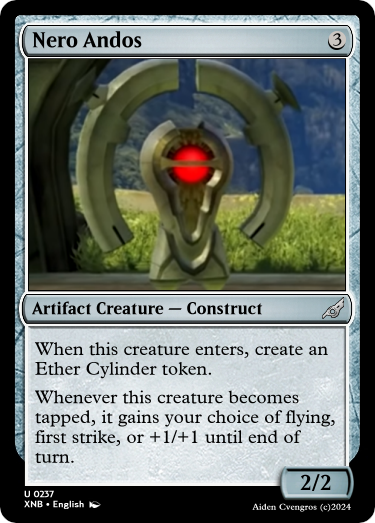 Nero Andos
3
Artifact Creature — Construct
When this creature enters, create an
Ether Cylinder token.
Whenever this creature becomes
tapped, it gains your choice of flying,
first strike, or +1/+1 until end of
turn.
2/2
U 0237
XNB • English
Aiden Cvengros (c)2024